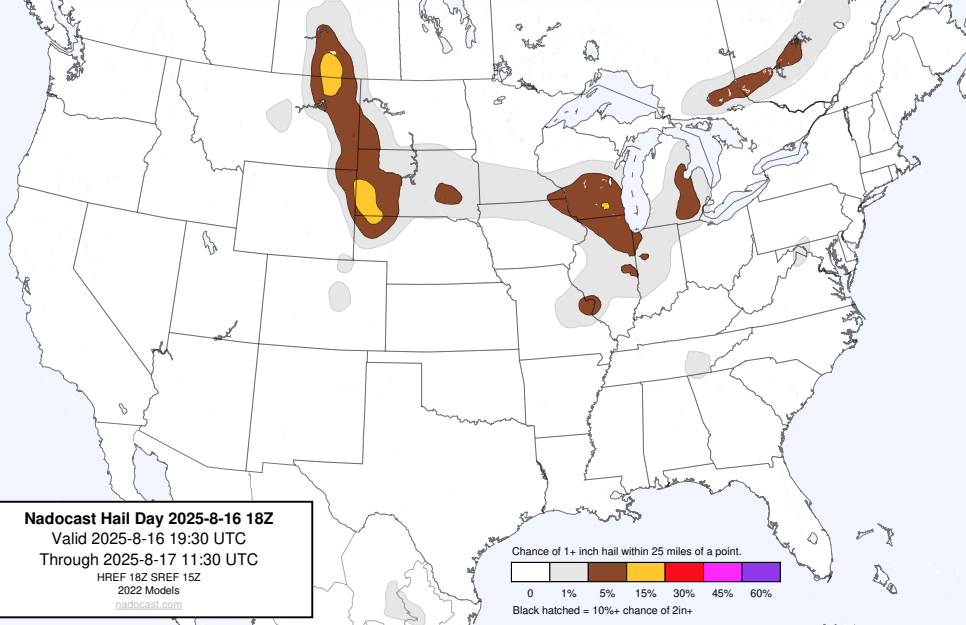 Nadocast Hail Day 2025-8-16 18Z
Valid 2025-8-16 19:30 UTC
Through 2025-8-17 11:30 UTC
HREF 18Z SREF 15Z
2022 Models
nadocast.com
Chance of 1+ inch hail within 25 miles of a point.
0 1% 5% 15% 30% 45% 60%
Black hatched = 10%+ chance of 2in+